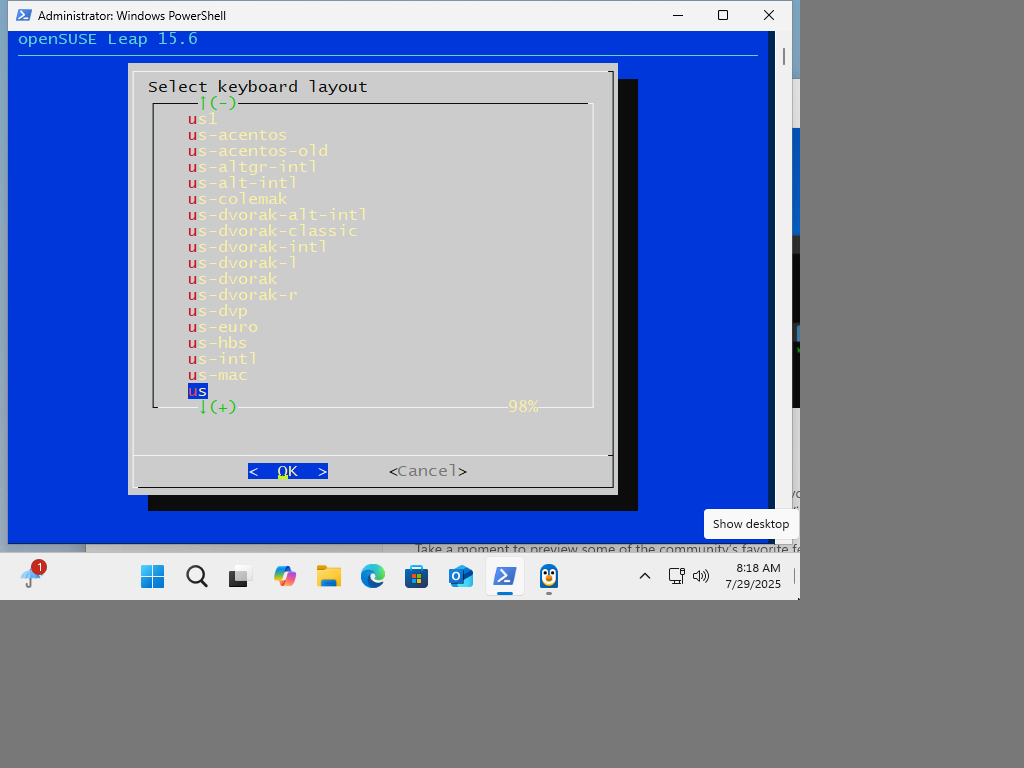 Administrator: Windows PowerShell
openSUSE Leap 15.6
Select keyboard layout
↑(-)
us1
us-acentos
us-acentos-old
us-altgr-intl
us-alt-intl
us-colemak
us-dvorak-alt-intl
us-dvorak-classic
us-dvorak-intl
us-dvorak-l
us-dvorak
us-dvorak-r
us-dvp
us-euro
us-hbs
us-intl
us-mac
us
↓(+) 98%
< OK > <Cancel>
Show desktop
Take a moment to preview some of the community's favorite fe
1
8:18 AM
7/29/2025